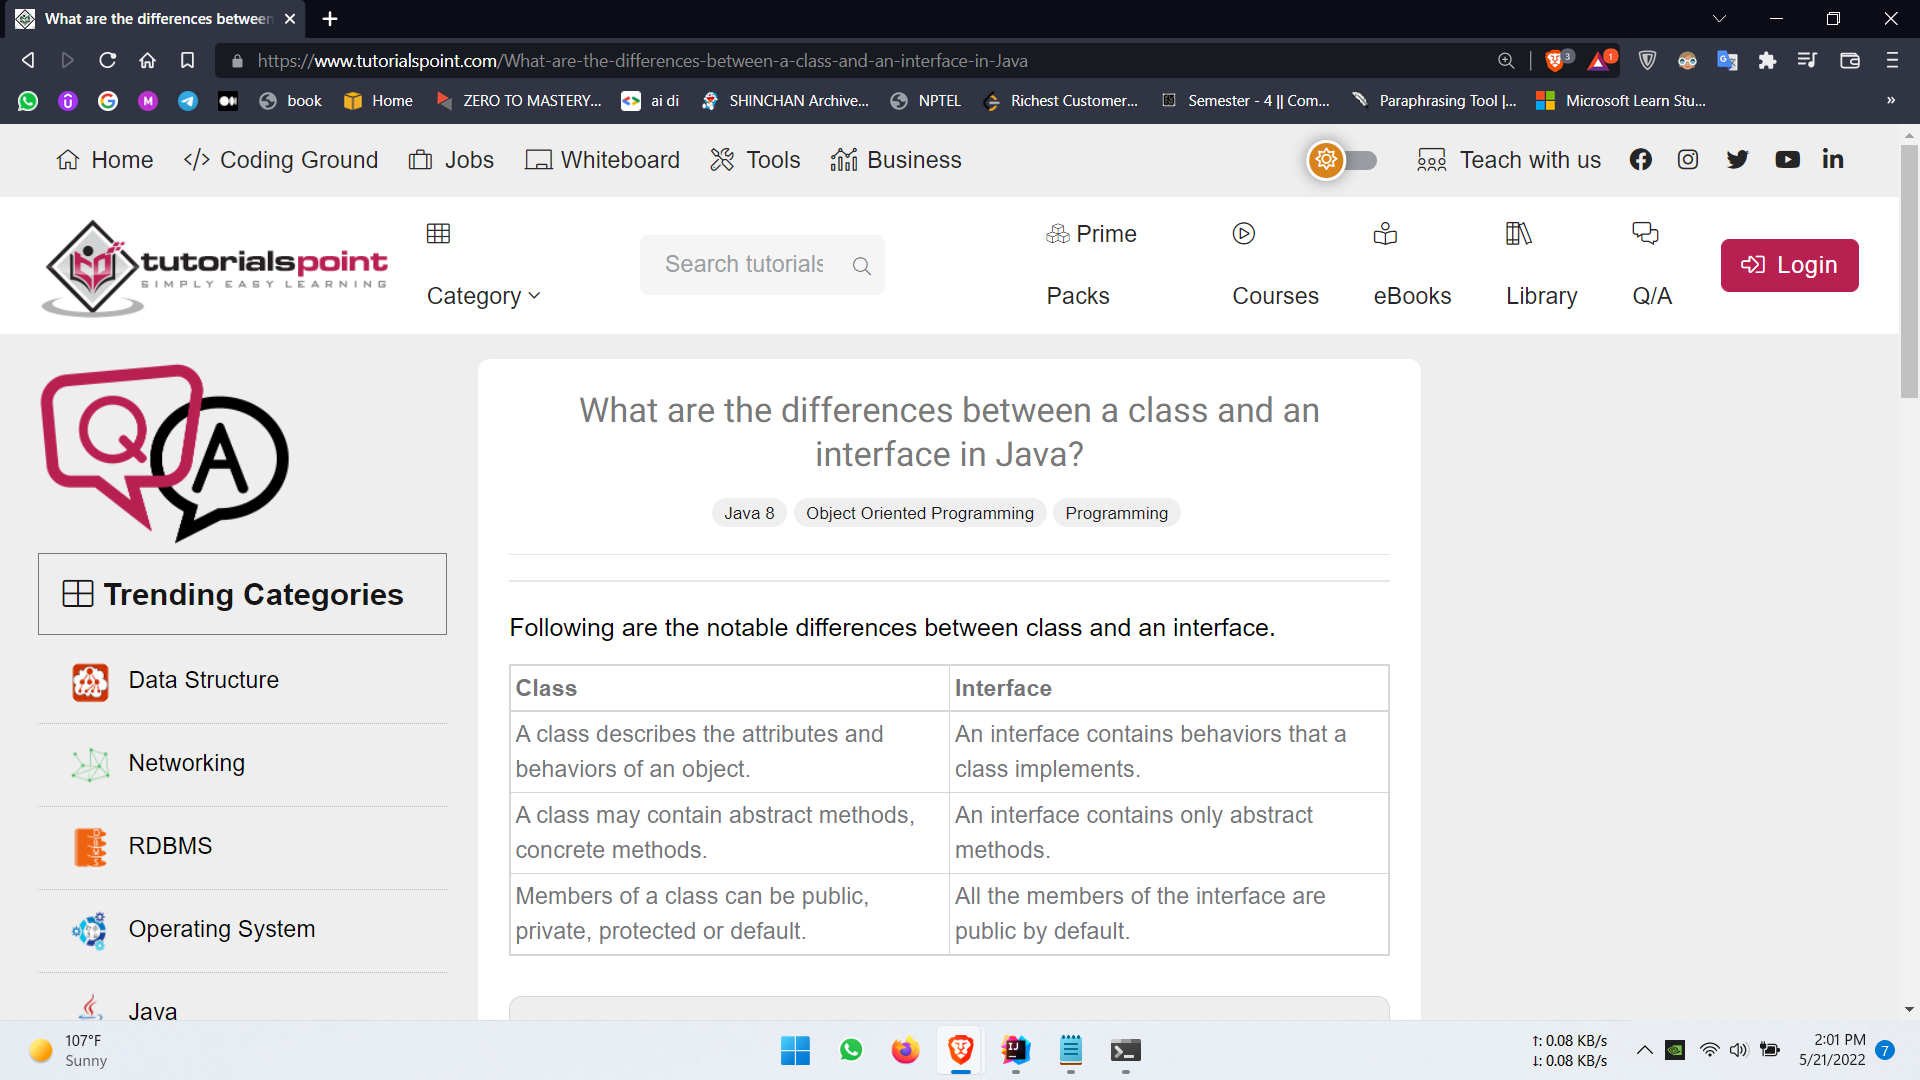 What are the differences between
https://www.tutorialspoint.com/What-are-the-differences-between-a-class-and-an-interface-in-Java
3
1
book
Home
ZERO TO MASTERY...
ai di
SHINCHAN Archive...
NPTEL
Richest Customer...
Semester - 4 || Com...
Paraphrasing Tool |...
Microsoft Learn Stu...
»
Home
</> Coding Ground
Jobs
Whiteboard
Tools
Business
Teach with us
tutorialspoint
SIMPLY EASY LEARNING
Category
Search tutorials
Prime
Packs
Courses
eBooks
Library
Q/A
Login
Q A
Trending Categories
Data Structure
Networking
RDBMS
Operating System
Java
What are the differences between a class and an
interface in Java?
Java 8
Object Oriented Programming
Programming
Following are the notable differences between class and an interface.
Class
Interface
A class describes the attributes and
behaviors of an object.
An interface contains behaviors that a
class implements.
A class may contain abstract methods,
concrete methods.
An interface contains only abstract
methods.
Members of a class can be public,
private, protected or default.
All the members of the interface are
public by default.
107°F
Sunny
IJ
↑: 0.08 KB/s
↓: 0.08 KB/s
2:01 PM
5/21/2022
7